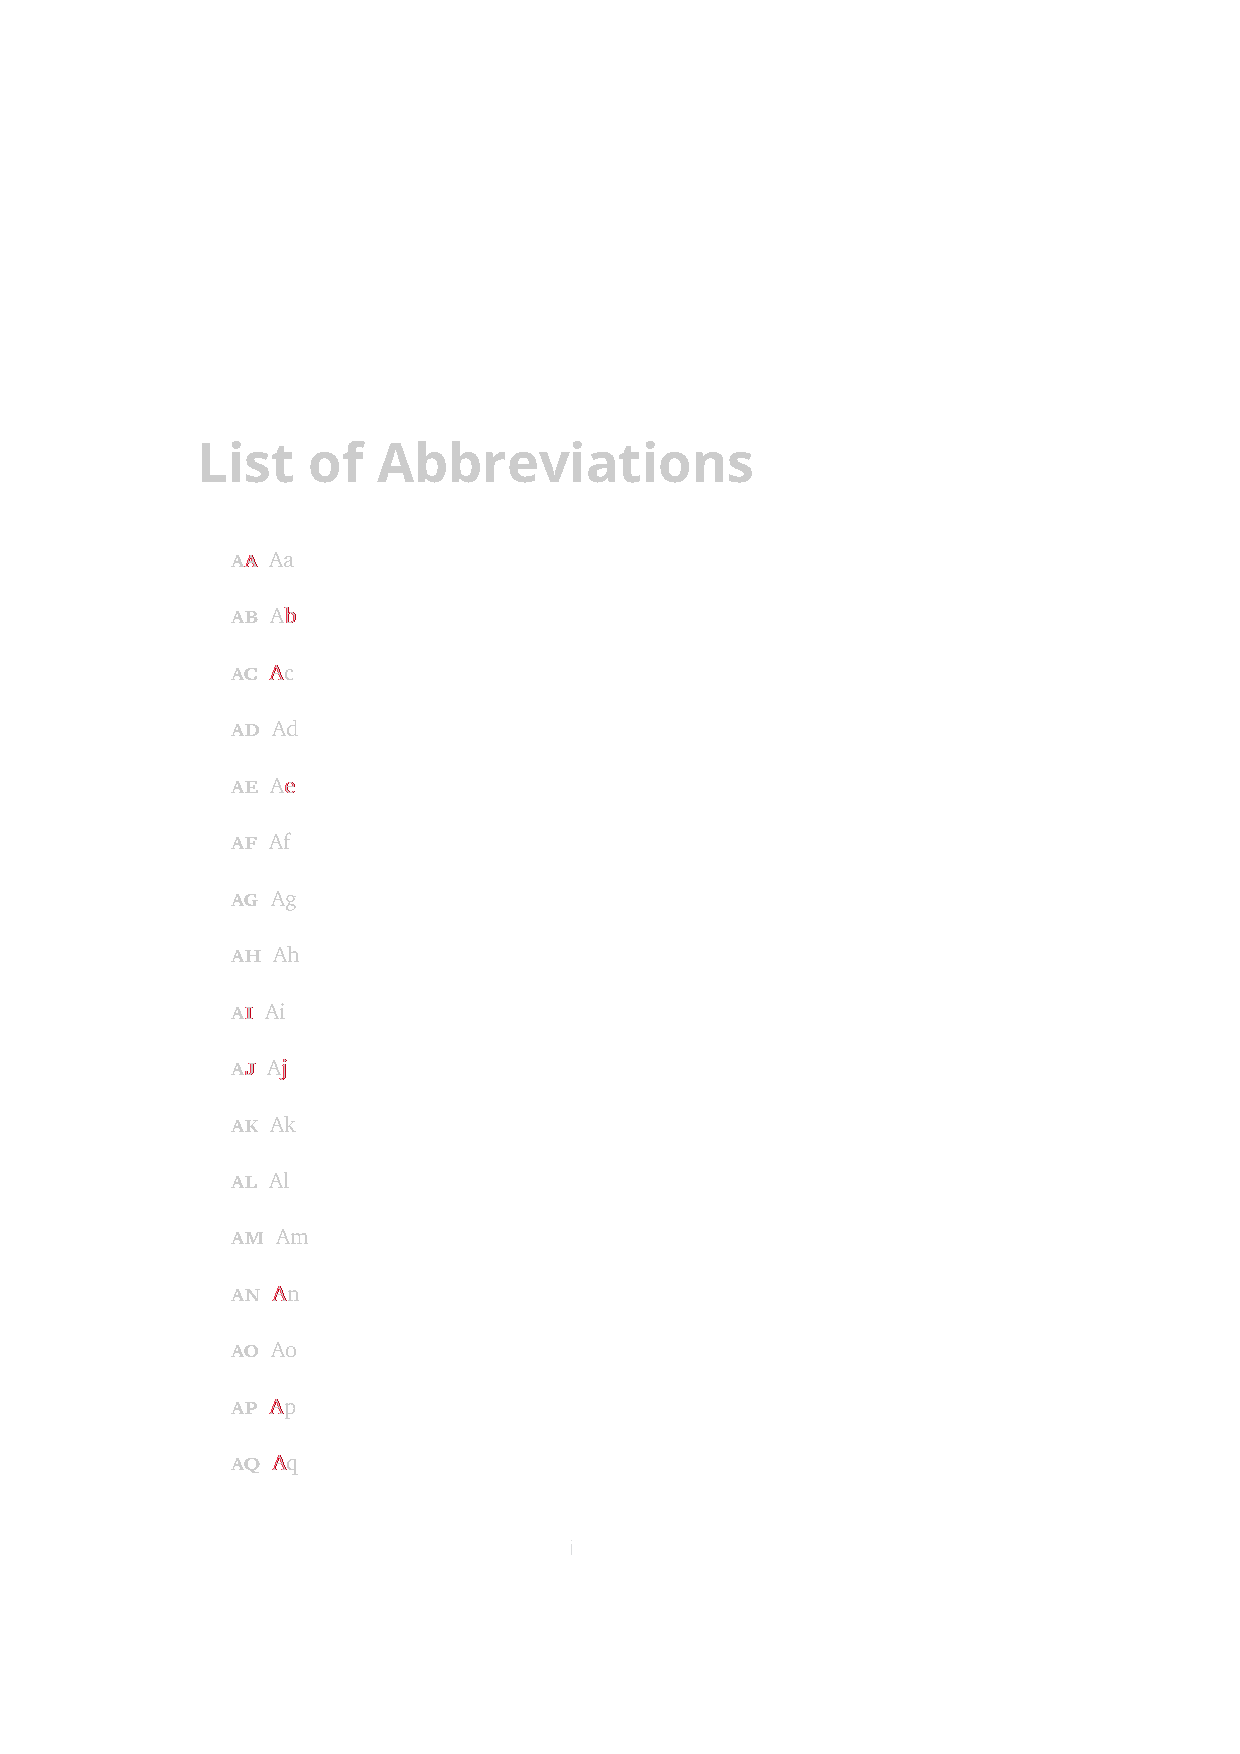 List of Abbreviations
AA Aa
AB Ab
AC Ac
AD Ad
AE Ae
AF Af
AG Ag
AH Ah
AI Ai
AJ Aj
AK Ak
AL Al
AM Am
AN An
AO Ao
AP Ap
AQ Aq
i